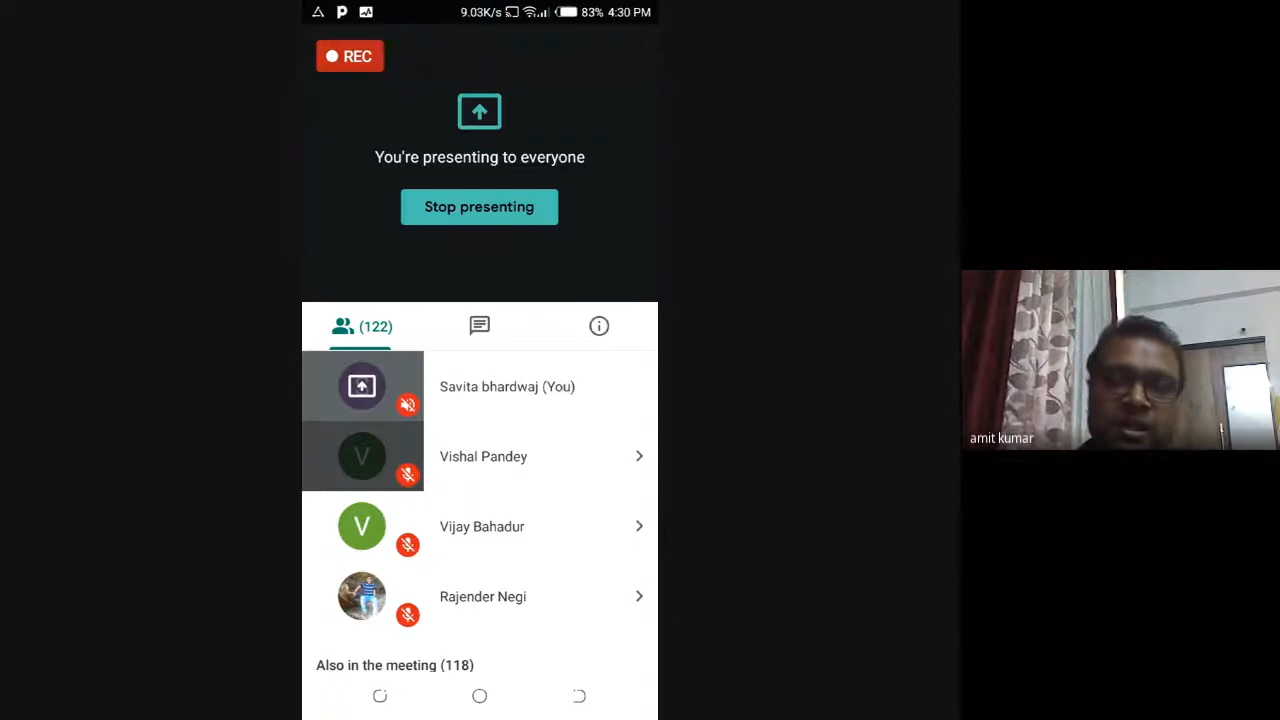 9.03K/s 83% 4:30 PM
REC
You're presenting to everyone
Stop presenting
(122)
Savita bhardwaj (You)
V
Vishal Pandey
V
Vijay Bahadur
Rajender Negi
Also in the meeting (118)
amit kumar